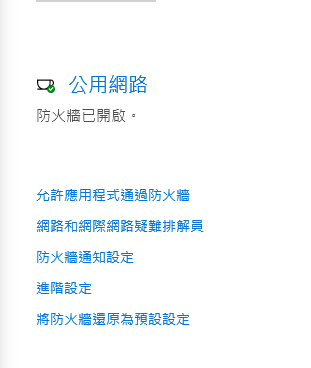 公用網路
防火牆已開啟。
允許應用程式通過防火牆
網路和網際網路疑難排解員
防火牆通知設定
進階設定
將防火牆還原為預設設定